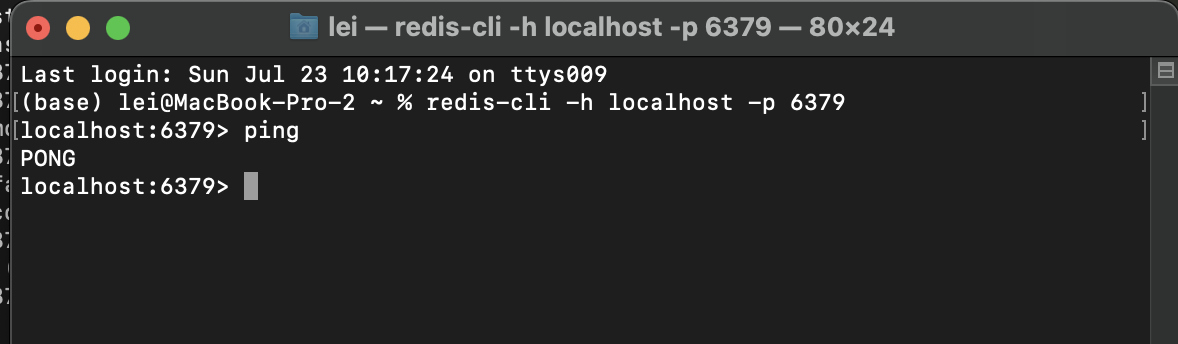 lei — redis-cli -h localhost -p 6379 — 80×24
Last login: Sun Jul 23 10:17:24 on ttys009
[(base) lei@MacBook-Pro-2 ~ % redis-cli -h localhost -p 6379 ]
[localhost:6379> ping ]
PONG
localhost:6379>